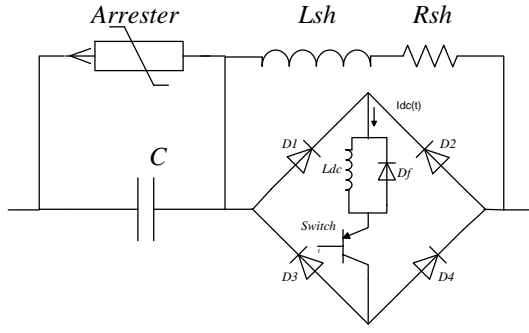 Arrester
Lsh
Rsh
Idc(t)
D1
D2
C
Ldc
Df
Switch
D3
D4